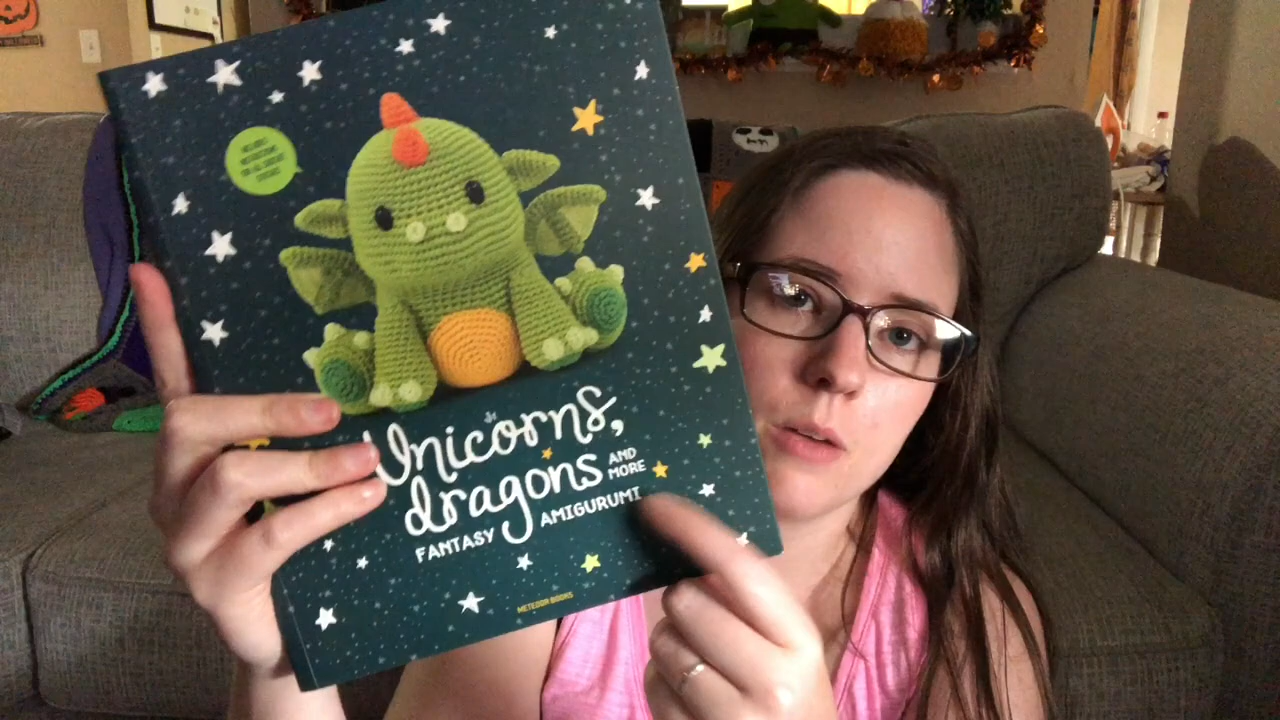 Unicorns,
dragons AND
MORE
FANTASY AMIGURUMI
METEOOR BOOKS